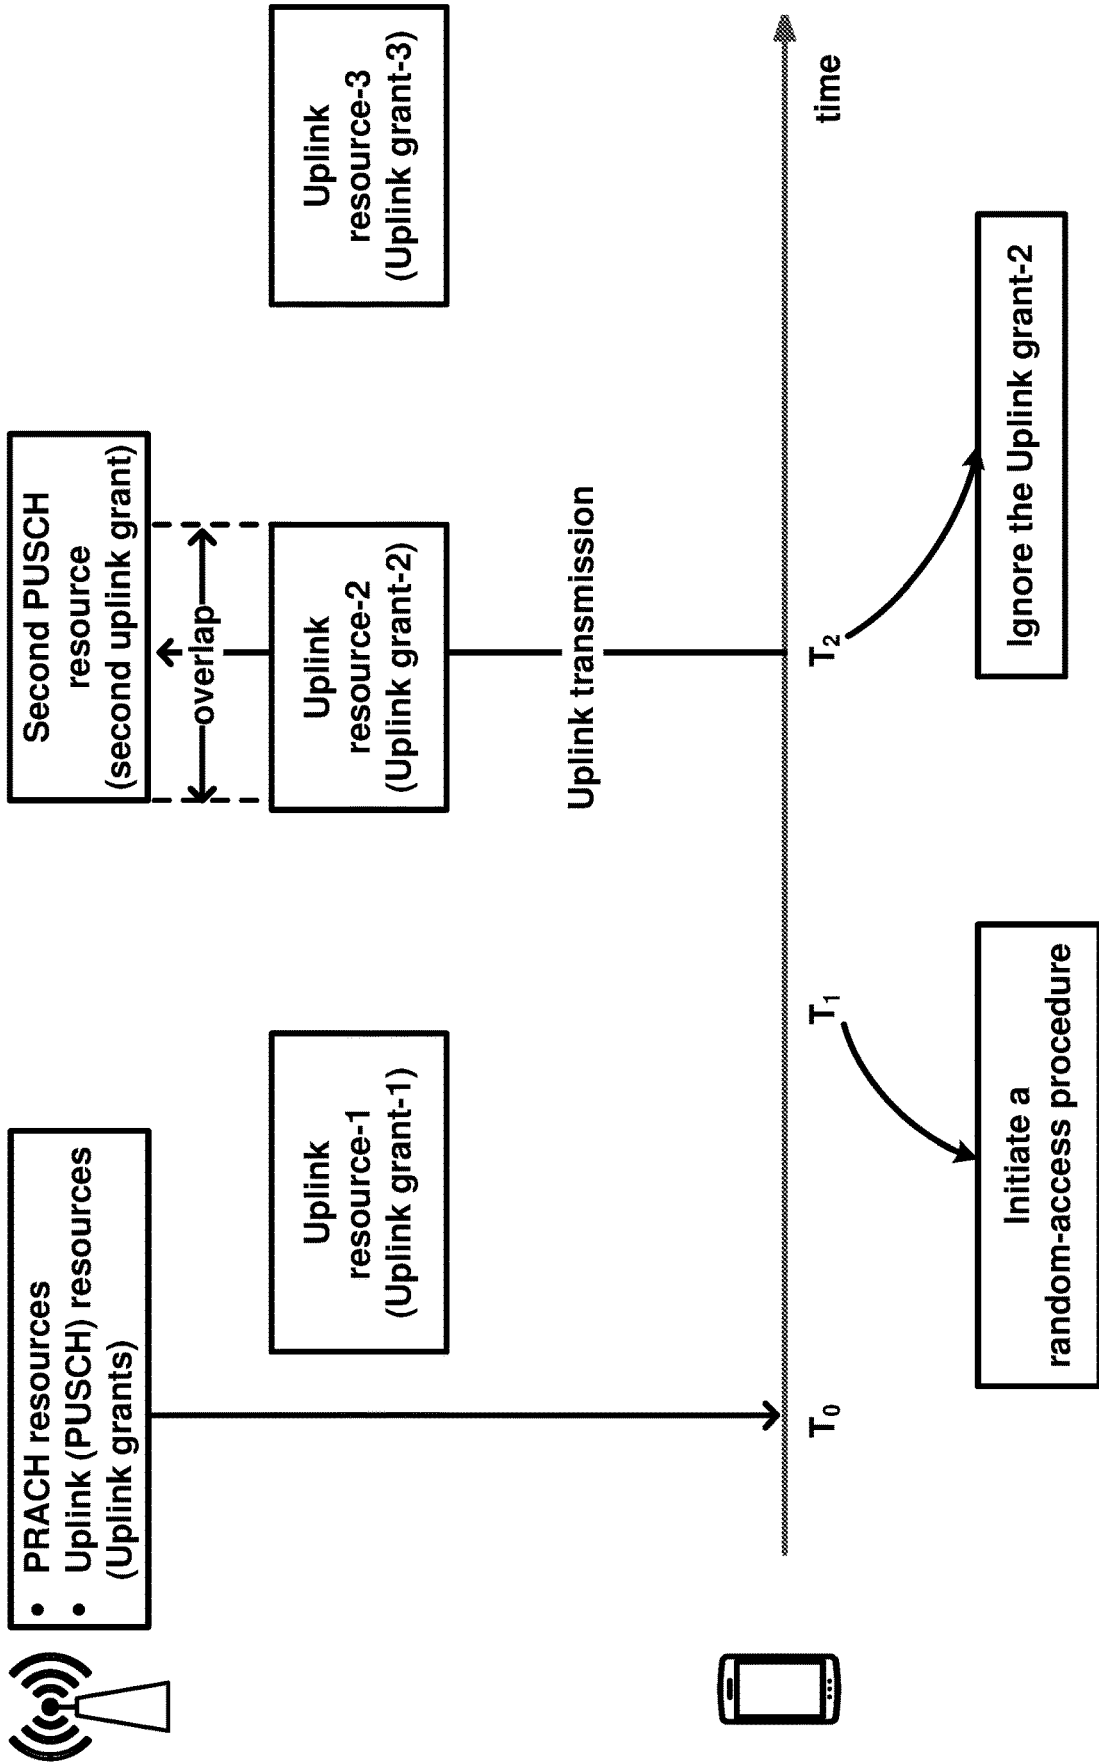 • PRACH resources
• Uplink (PUSCH) resources
(Uplink grants)
Second PUSCH
resource
(second uplink grant)
overlap
Uplink
resource-1
(Uplink grant-1)
Uplink
resource-2
(Uplink grant-2)
Uplink
resource-3
(Uplink grant-3)
Uplink transmission
T0
T1
T2
time
Initiate a
random-access procedure
Ignore the Uplink grant-2